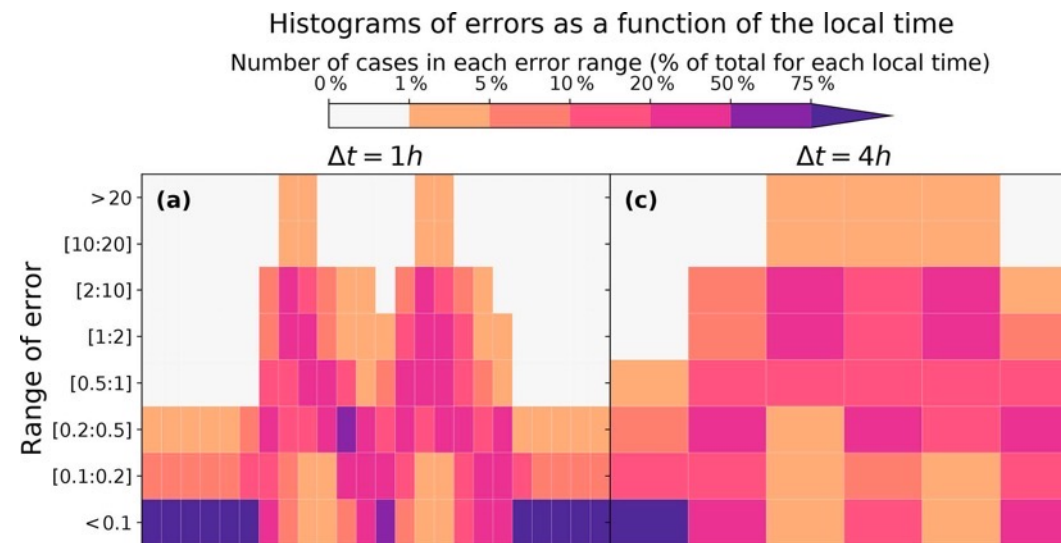 Histograms of errors as a function of the local time
Number of cases in each error range (% of total for each local time)
0 % 1 % 5 % 10 % 20 % 50 % 75 %
Δt = 1h Δt = 4h
(a) (c)
Range of error
> 20
[10:20]
[2:10]
[1:2]
[0.5:1]
[0.2:0.5]
[0.1:0.2]
< 0.1